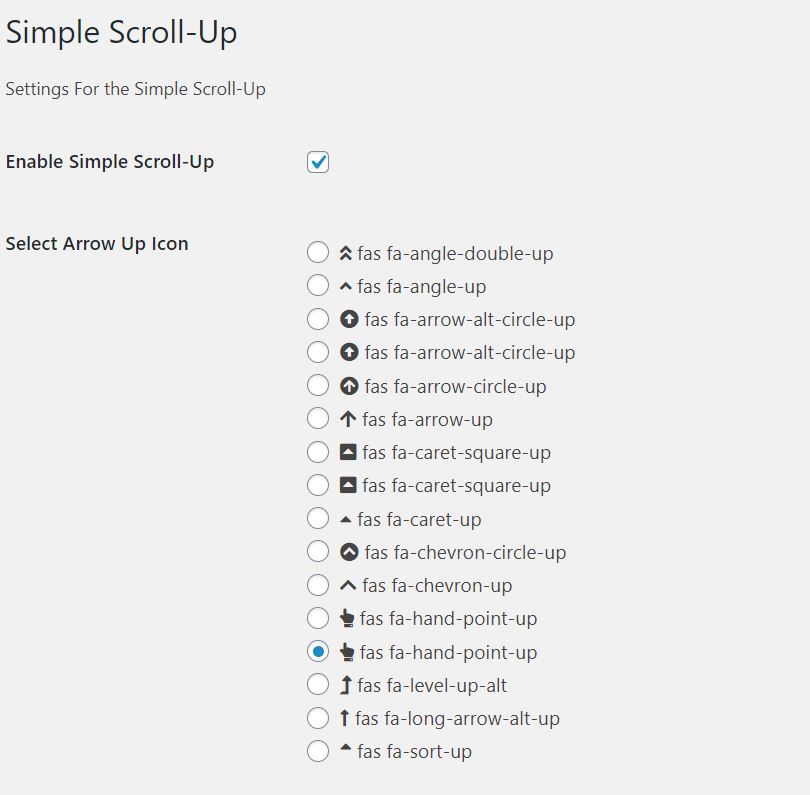 Simple Scroll-Up
Settings For the Simple Scroll-Up
Enable Simple Scroll-Up
Select Arrow Up Icon
fas fa-angle-double-up
fas fa-angle-up
fas fa-arrow-alt-circle-up
fas fa-arrow-alt-circle-up
fas fa-arrow-circle-up
fas fa-arrow-up
fas fa-caret-square-up
fas fa-caret-square-up
fas fa-caret-up
fas fa-chevron-circle-up
fas fa-chevron-up
fas fa-hand-point-up
fas fa-hand-point-up
fas fa-level-up-alt
fas fa-long-arrow-alt-up
fas fa-sort-up